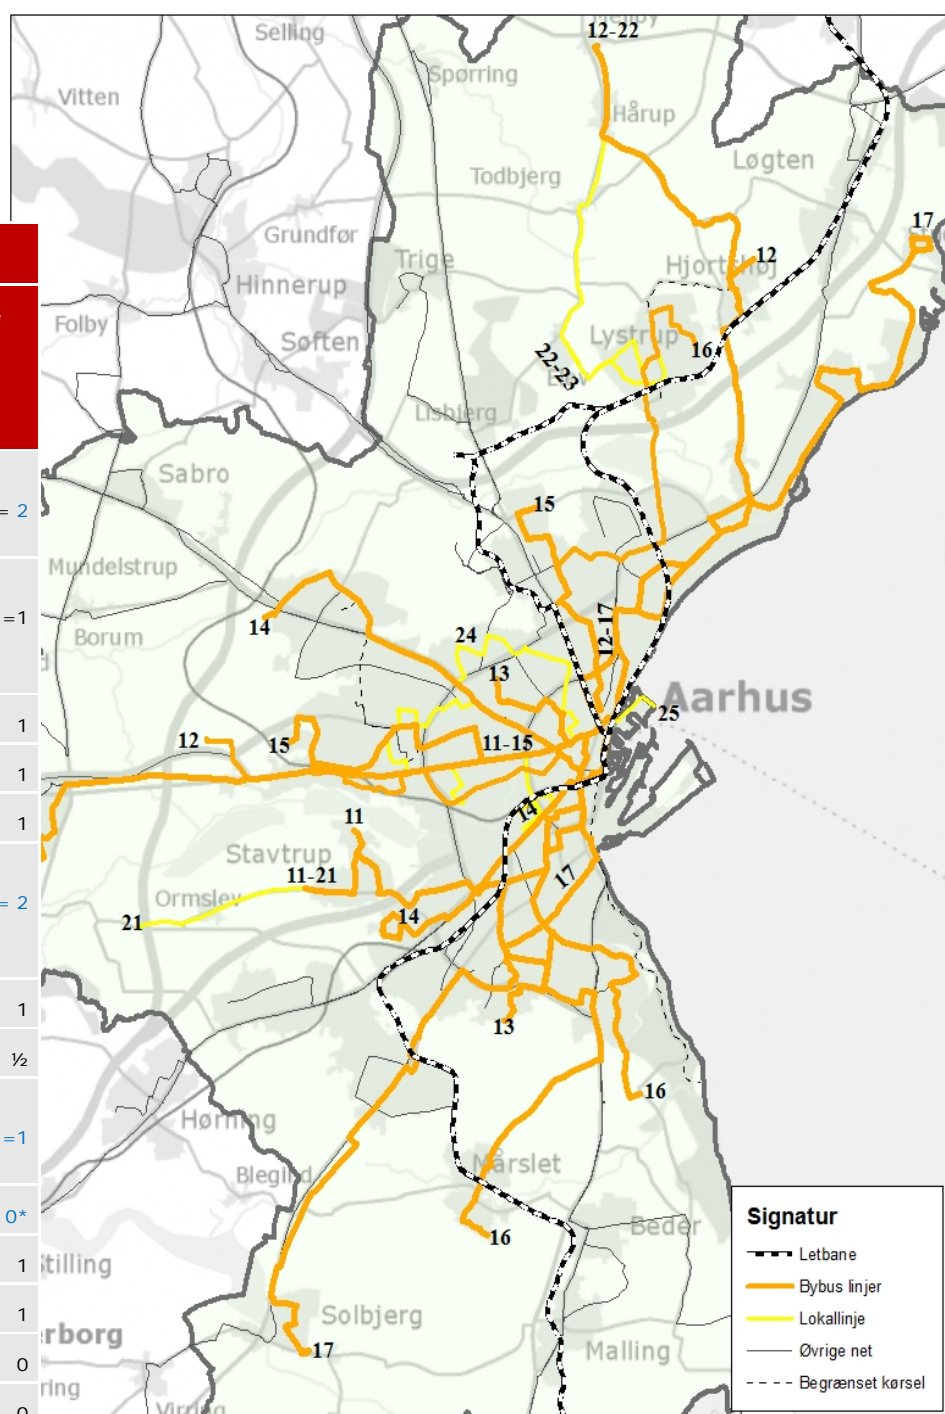 Selling
12-22
Spørring
Vitten
Hårup
Løgten
Todbjerg
17
Grundfør
Trige
12
Hjortshøj
Hinnerup
Folby
Søften
Lystrup
16
22-23
Lisbjerg
Sabro
= 2
15
Mundelstrup
=1
14
Borum
24
12-17
13
Aarhus
25
1
12
15
11-15
1
14
11
1
Stavtrup
11-21
17
= 2
Ormslev
14
21
1
13
½
16
Hørning
=1
Mårslet
Blegind
0*
16
Beder
1
Stilling
1
Solbjerg
erborg
17
Malling
0
ring
Virring
0
Signatur
Letbane
Bybus linjer
Lokallinje
Øvrige net
Begrænset kørsel